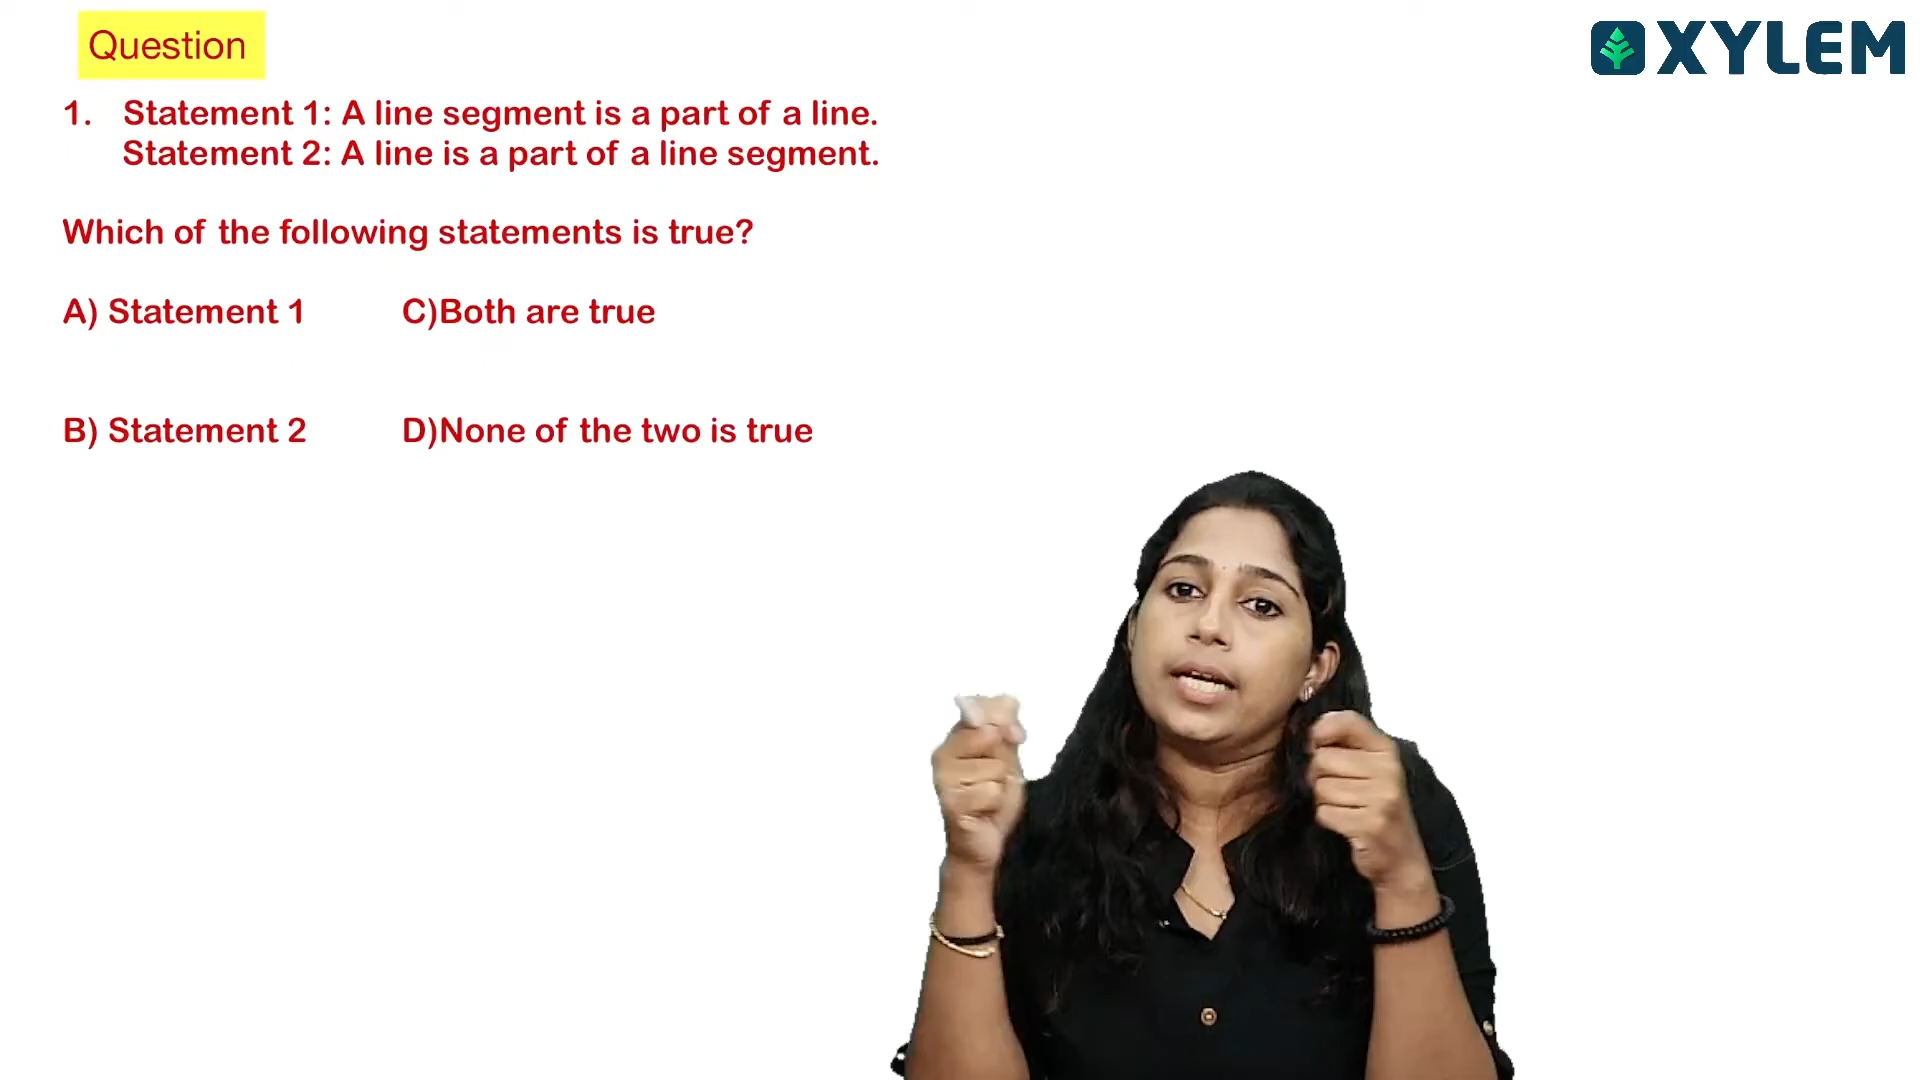 Question
XYLEM
1. Statement 1: A line segment is a part of a line.
Statement 2: A line is a part of a line segment.
Which of the following statements is true?
A) Statement 1 C)Both are true
B) Statement 2 D)None of the two is true